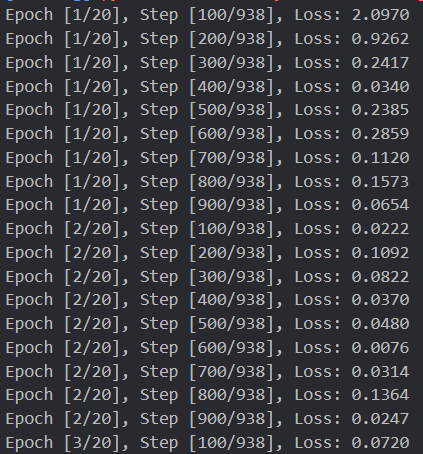 Epoch [1/20], Step [100/938], Loss: 2.0970
Epoch [1/20], Step [200/938], Loss: 0.9262
Epoch [1/20], Step [300/938], Loss: 0.2417
Epoch [1/20], Step [400/938], Loss: 0.0340
Epoch [1/20], Step [500/938], Loss: 0.2385
Epoch [1/20], Step [600/938], Loss: 0.2859
Epoch [1/20], Step [700/938], Loss: 0.1120
Epoch [1/20], Step [800/938], Loss: 0.1573
Epoch [1/20], Step [900/938], Loss: 0.0654
Epoch [2/20], Step [100/938], Loss: 0.0222
Epoch [2/20], Step [200/938], Loss: 0.1092
Epoch [2/20], Step [300/938], Loss: 0.0822
Epoch [2/20], Step [400/938], Loss: 0.0370
Epoch [2/20], Step [500/938], Loss: 0.0480
Epoch [2/20], Step [600/938], Loss: 0.0076
Epoch [2/20], Step [700/938], Loss: 0.0314
Epoch [2/20], Step [800/938], Loss: 0.1364
Epoch [2/20], Step [900/938], Loss: 0.0247
Epoch [3/20], Step [100/938], Loss: 0.0720